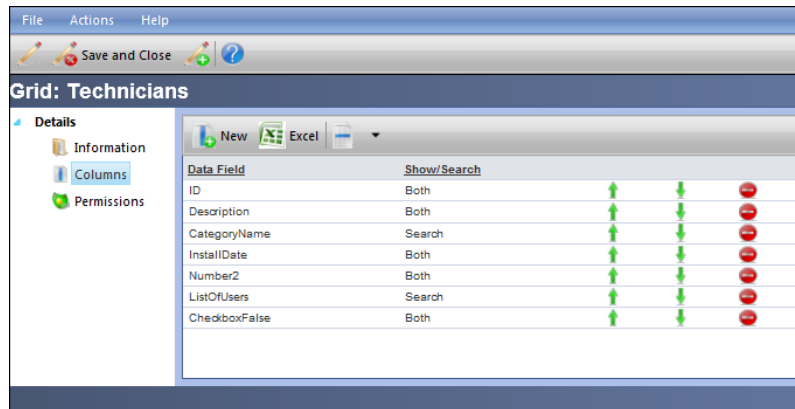 File Actions Help
Save and Close
Grid: Technicians
Details
Information
Columns
Permissions
New Excel
Data Field Show/Search
ID Both
Description Both
CategoryName Search
InstallDate Both
Number2 Both
ListOfUsers Search
CheckboxFalse Both